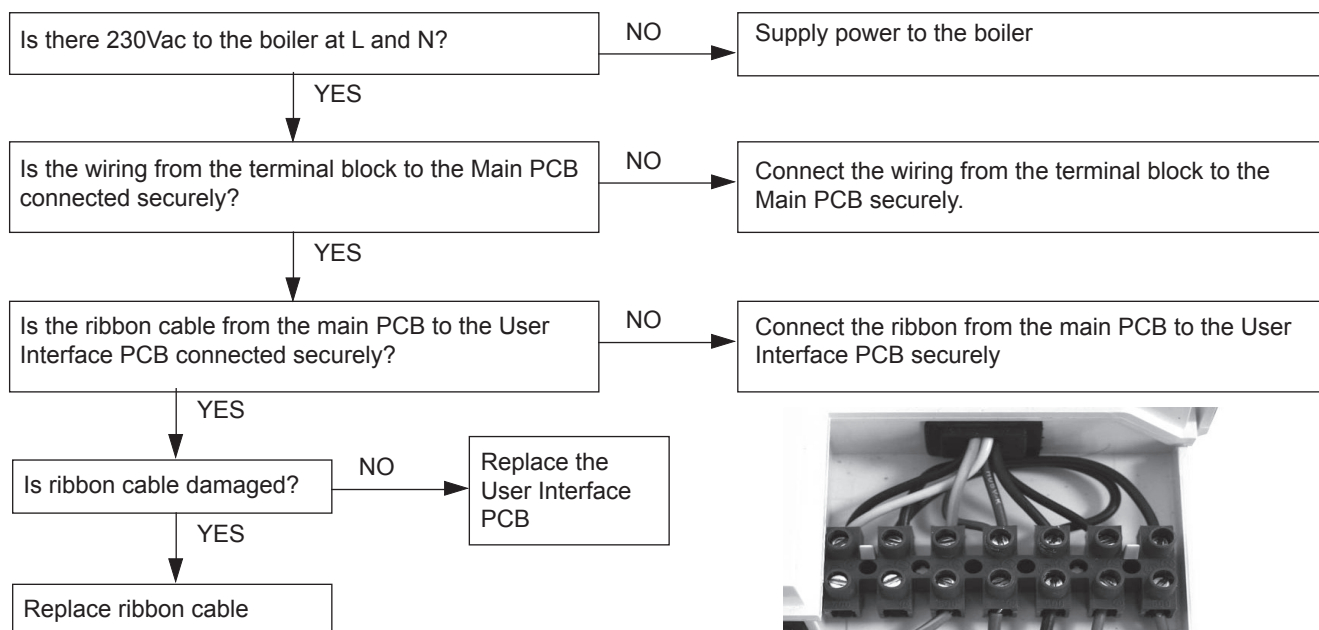 Is there 230Vac to the boiler at L and N?
NO
Supply power to the boiler
YES
Is the wiring from the terminal block to the Main PCB
connected securely?
NO
Connect the wiring from the terminal block to the
Main PCB securely.
YES
Is the ribbon cable from the main PCB to the User
Interface PCB connected securely?
NO
Connect the ribbon from the main PCB to the User
Interface PCB securely
YES
Is ribbon cable damaged?
NO
Replace the
User Interface
PCB
YES
Replace ribbon cable